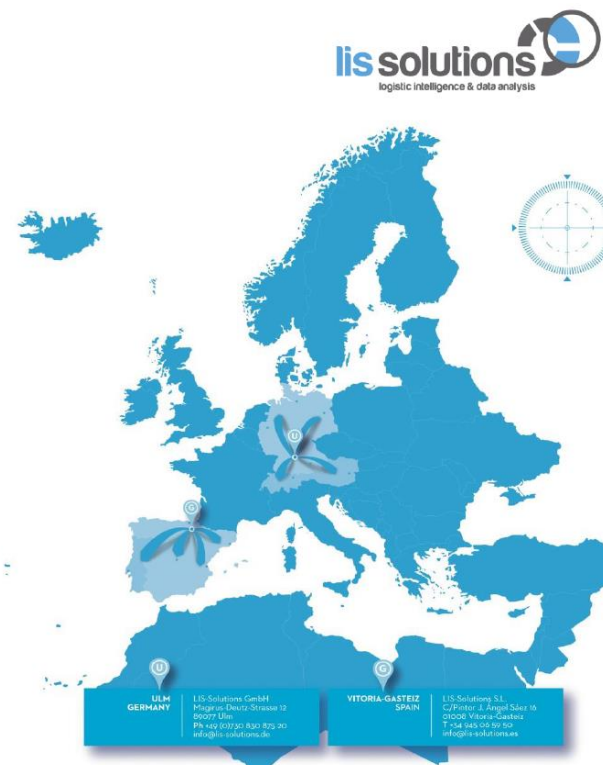 lis solutions
logistic intelligence & data analysis
U
G
U
ULM
GERMANY
LIS-Solutions GmbH
Magirus-Deutz-Strasse 12
89077 Ulm
Ph +49 (0)730 830 875 20
info@lis-solutions.de
G
VITORIA-GASTEIZ
SPAIN
LIS-Solutions S.L.
C/Pintor J. Ángel Sáez 16
01008 Vitoria-Gasteiz
T +34 945 06 59 50
info@lis-solutions.es